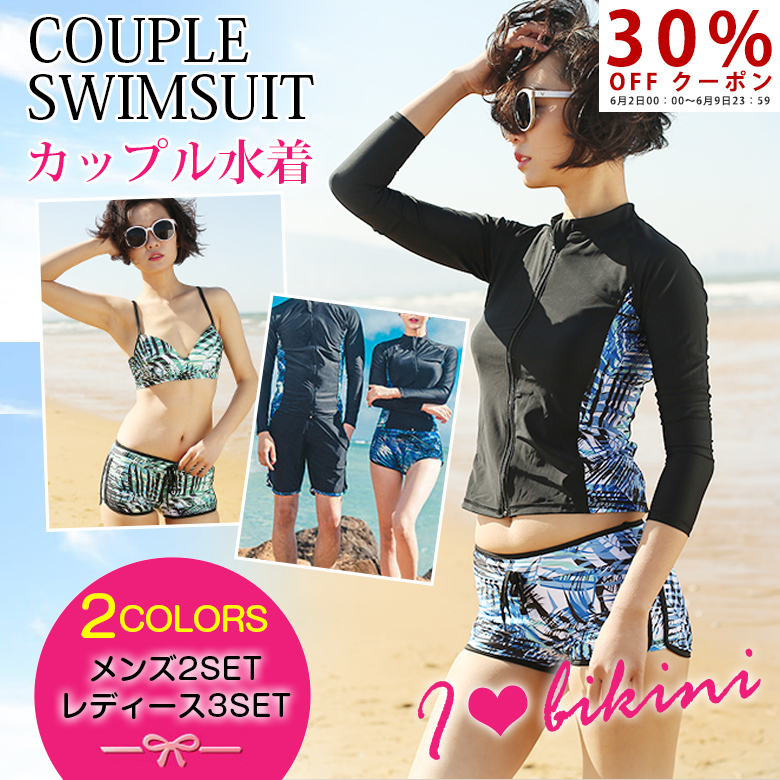 COUPLE
SWIMSUIT
カップル水着
30%
OFF クーポン
6月2日00：00〜6月9日23：59
2COLORS
メンズ2SET
レディース3SET
I ❤ bikini